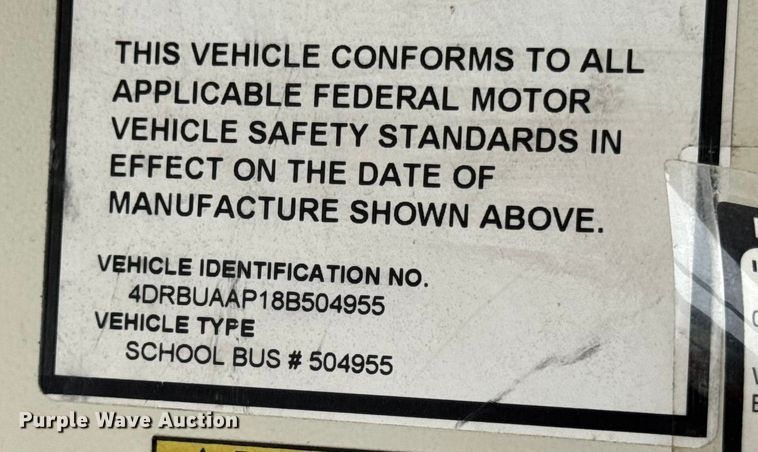 THIS VEHICLE CONFORMS TO ALL
APPLICABLE FEDERAL MOTOR
VEHICLE SAFETY STANDARDS IN
EFFECT ON THE DATE OF
MANUFACTURE SHOWN ABOVE.
VEHICLE IDENTIFICATION NO.
4DRBUAAP18B504955
VEHICLE TYPE
SCHOOL BUS # 504955
Purple Wave Auction